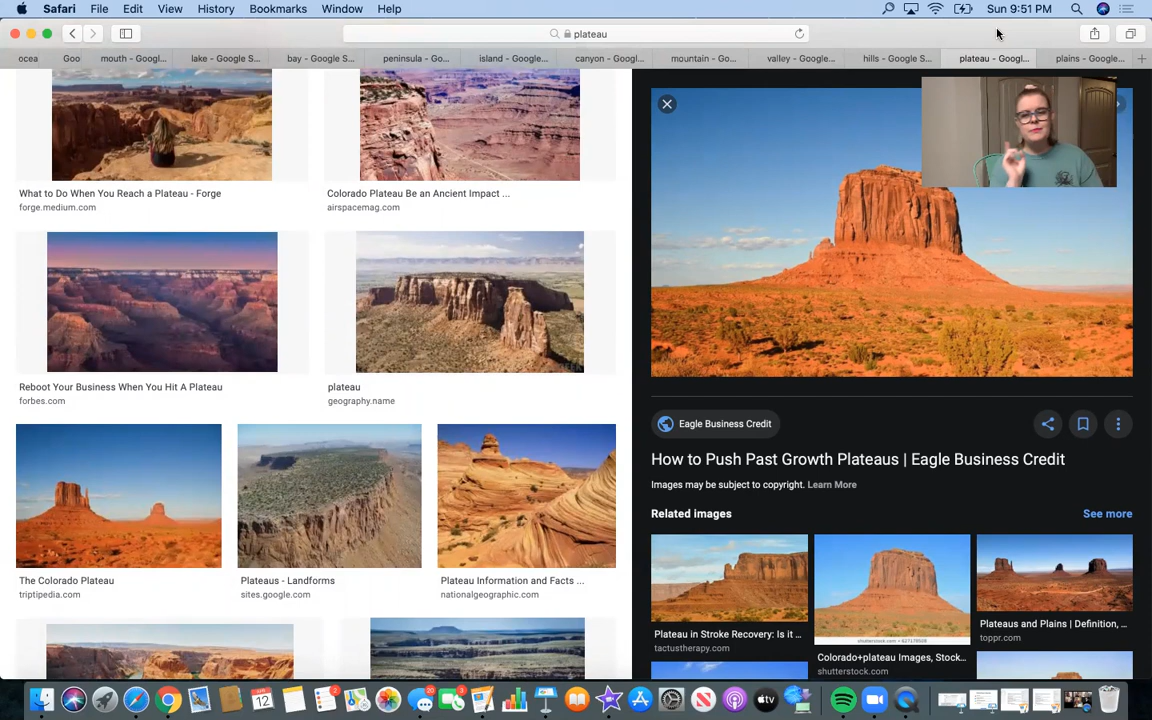 Safari File Edit View History Bookmarks Window Help Sun 9:51 PM
plateau
ocea Goo mouth - Googl... lake - Google S... bay - Google S... peninsula - Go... island - Google... canyon - Googl... mountain - Go... valley - Google... hills - Google S... plateau - Googl... plains - Google...
What to Do When You Reach a Plateau - Forge
forge.medium.com
Colorado Plateau Be an Ancient Impact ...
airspacemag.com
Reboot Your Business When You Hit A Plateau
forbes.com
plateau
geography.name
The Colorado Plateau
triptipedia.com
Plateaus - Landforms
sites.google.com
Plateau Information and Facts ...
nationalgeographic.com
Eagle Business Credit
How to Push Past Growth Plateaus | Eagle Business Credit
Images may be subject to copyright. Learn More
Related images
See more
Plateau in Stroke Recovery: Is it ...
tactustherapy.com
Colorado+plateau Images, Stock...
shutterstock.com
Plateaus and Plains | Definition, ...
toppr.com
tv